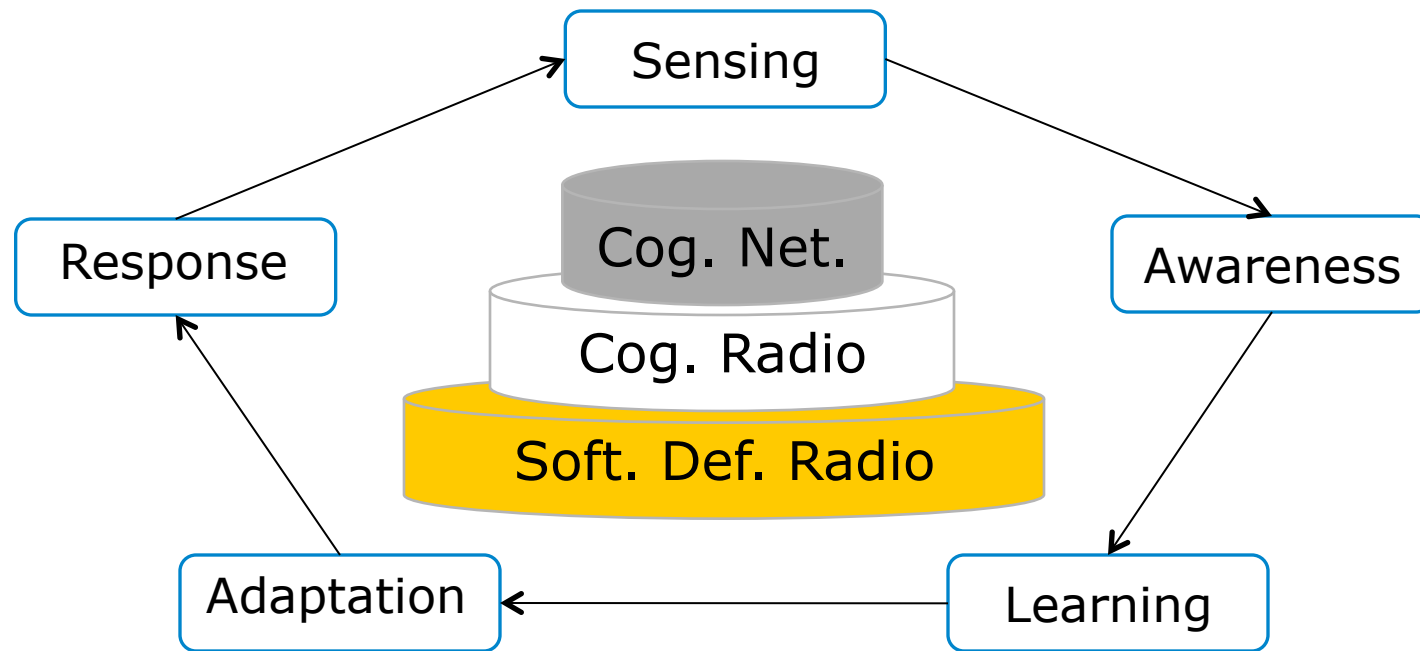 Sensing
Response
Cog. Net.
Awareness
Cog. Radio
Soft. Def. Radio
Adaptation
Learning